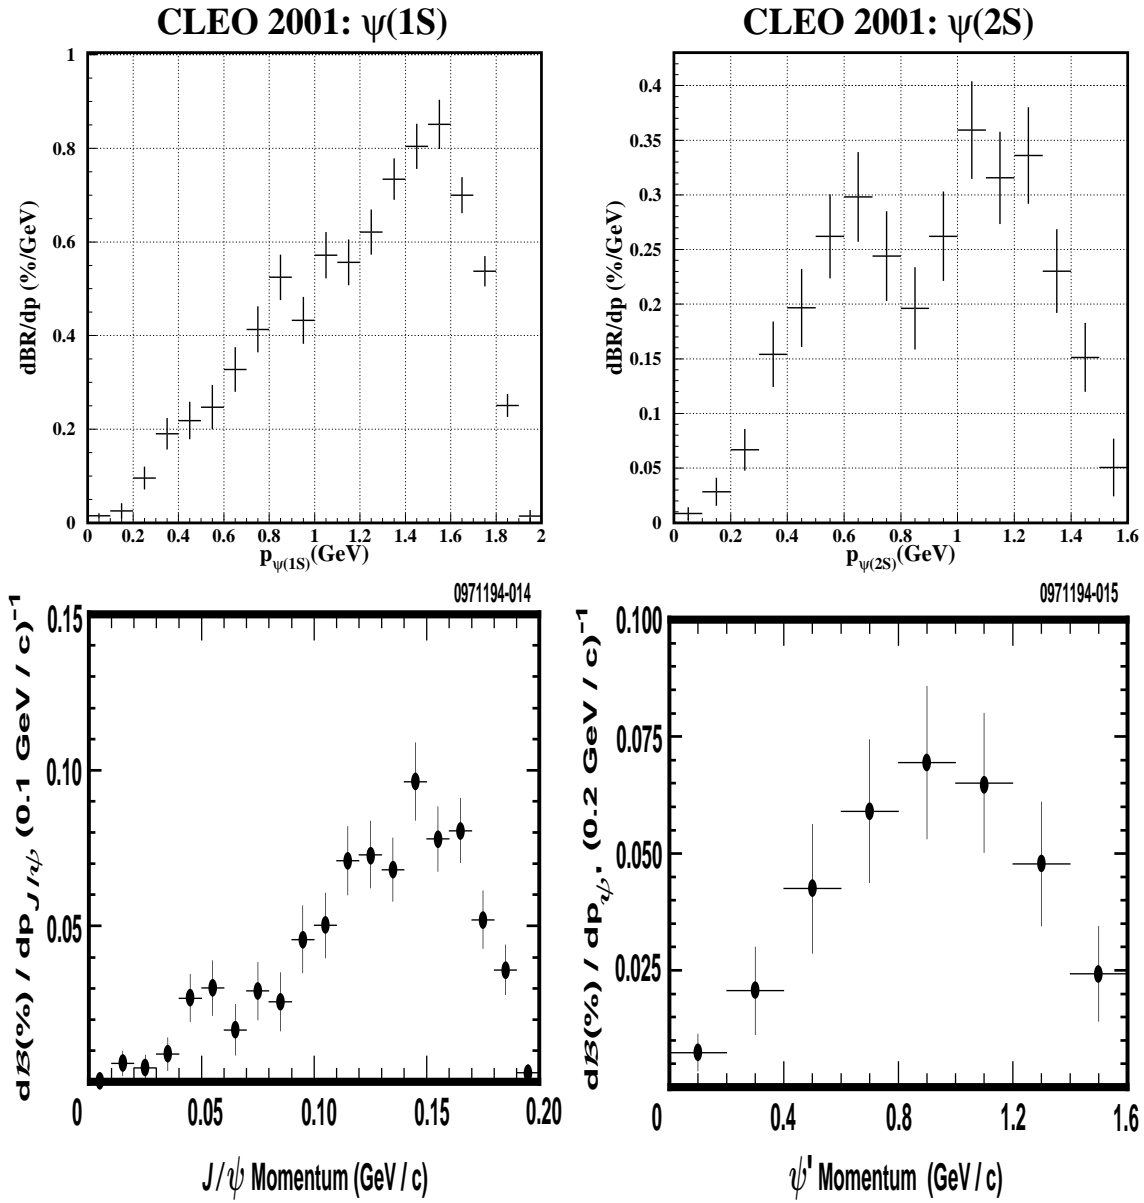 CLEO 2001: ψ(1S)
dBR/dp (%/GeV)
1
0.8
0.6
0.4
0.2
0
0 0.2 0.4 0.6 0.8 1 1.2 1.4 1.6 1.8 2
p_ψ(1S)(GeV)
CLEO 2001: ψ(2S)
dBR/dp (%/GeV)
0.4
0.35
0.3
0.25
0.2
0.15
0.1
0.05
0
0 0.2 0.4 0.6 0.8 1 1.2 1.4 1.6
p_ψ(2S)(GeV)
0971194-014
dB(%) / dp_J/ψ (0.1 GeV / c)⁻¹
0.15
0.10
0.05
0 0.05 0.10 0.15 0.20
J/ψ Momentum (GeV / c)
0971194-015
dB(%) / dp_ψ' (0.2 GeV / c)⁻¹
0.100
0.075
0.050
0.025
0 0.4 0.8 1.2 1.6
ψ' Momentum (GeV / c)